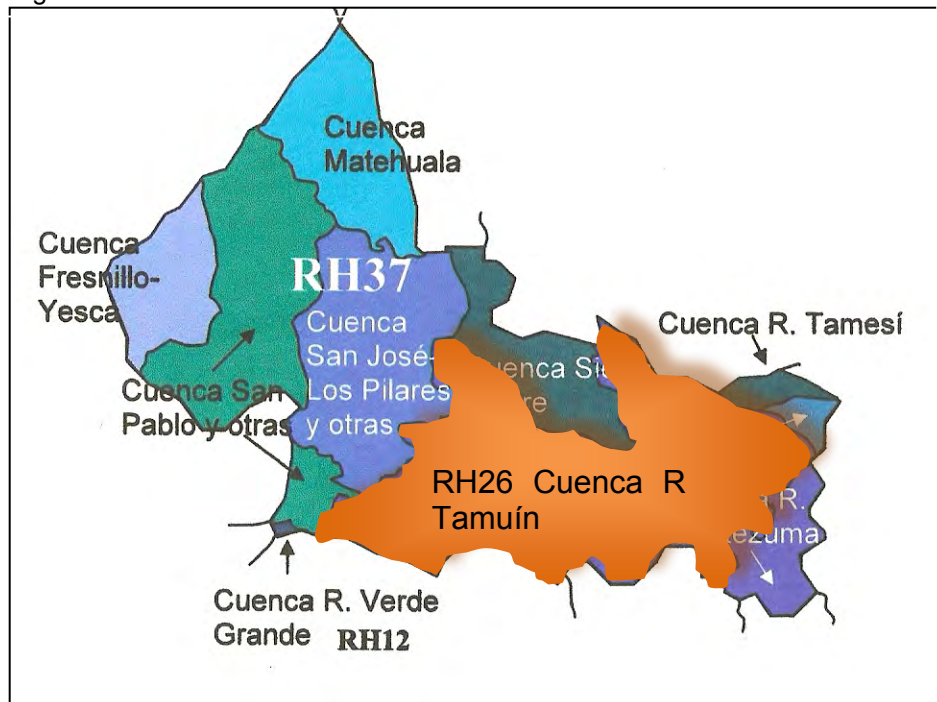 Cuenca
Matehuala
Cuenca
Fresnillo-
Yesca
RH37
Cuenca
San José-
Los Pilares
y otras
Cuenca R. Tamesí
Cuenca San
Pablo y otras
RH26 Cuenca R
Tamuín
R.
Cuenca R. Verde
Grande RH12